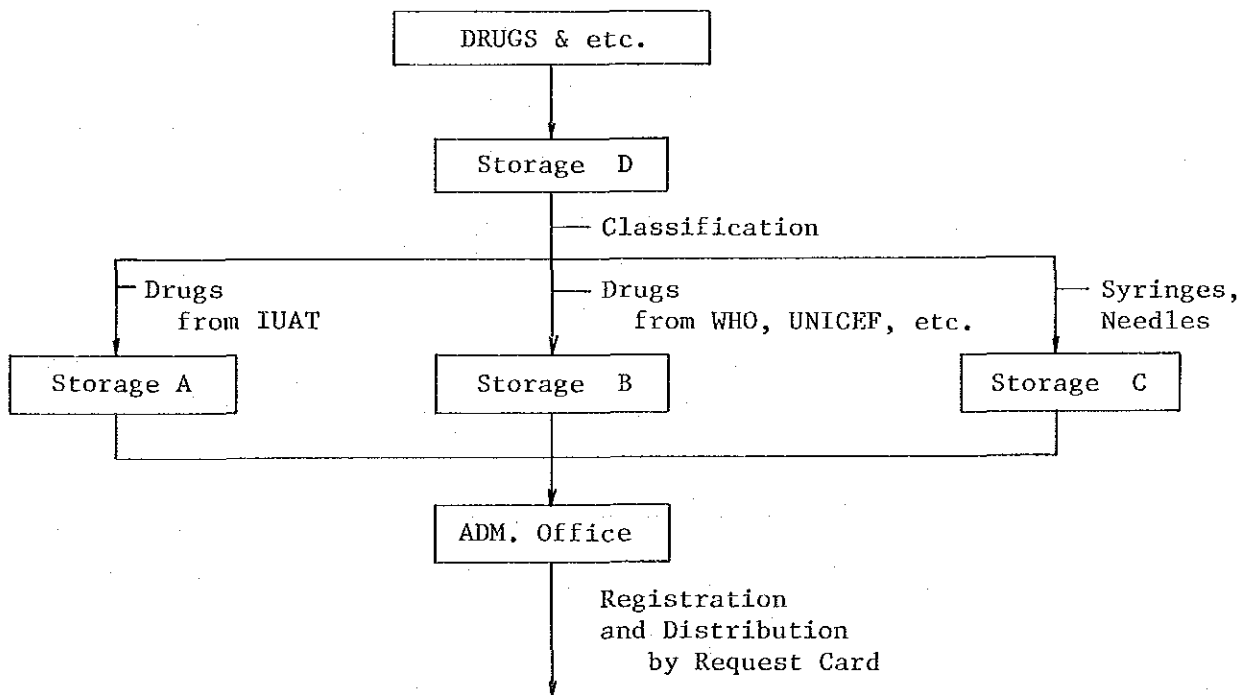 DRUGS & etc.
Storage D
Classification
Drugs
from IUAT
Drugs
from WHO, UNICEF, etc.
Syringes,
Needles
Storage A
Storage B
Storage C
ADM. Office
Registration
and Distribution
by Request Card